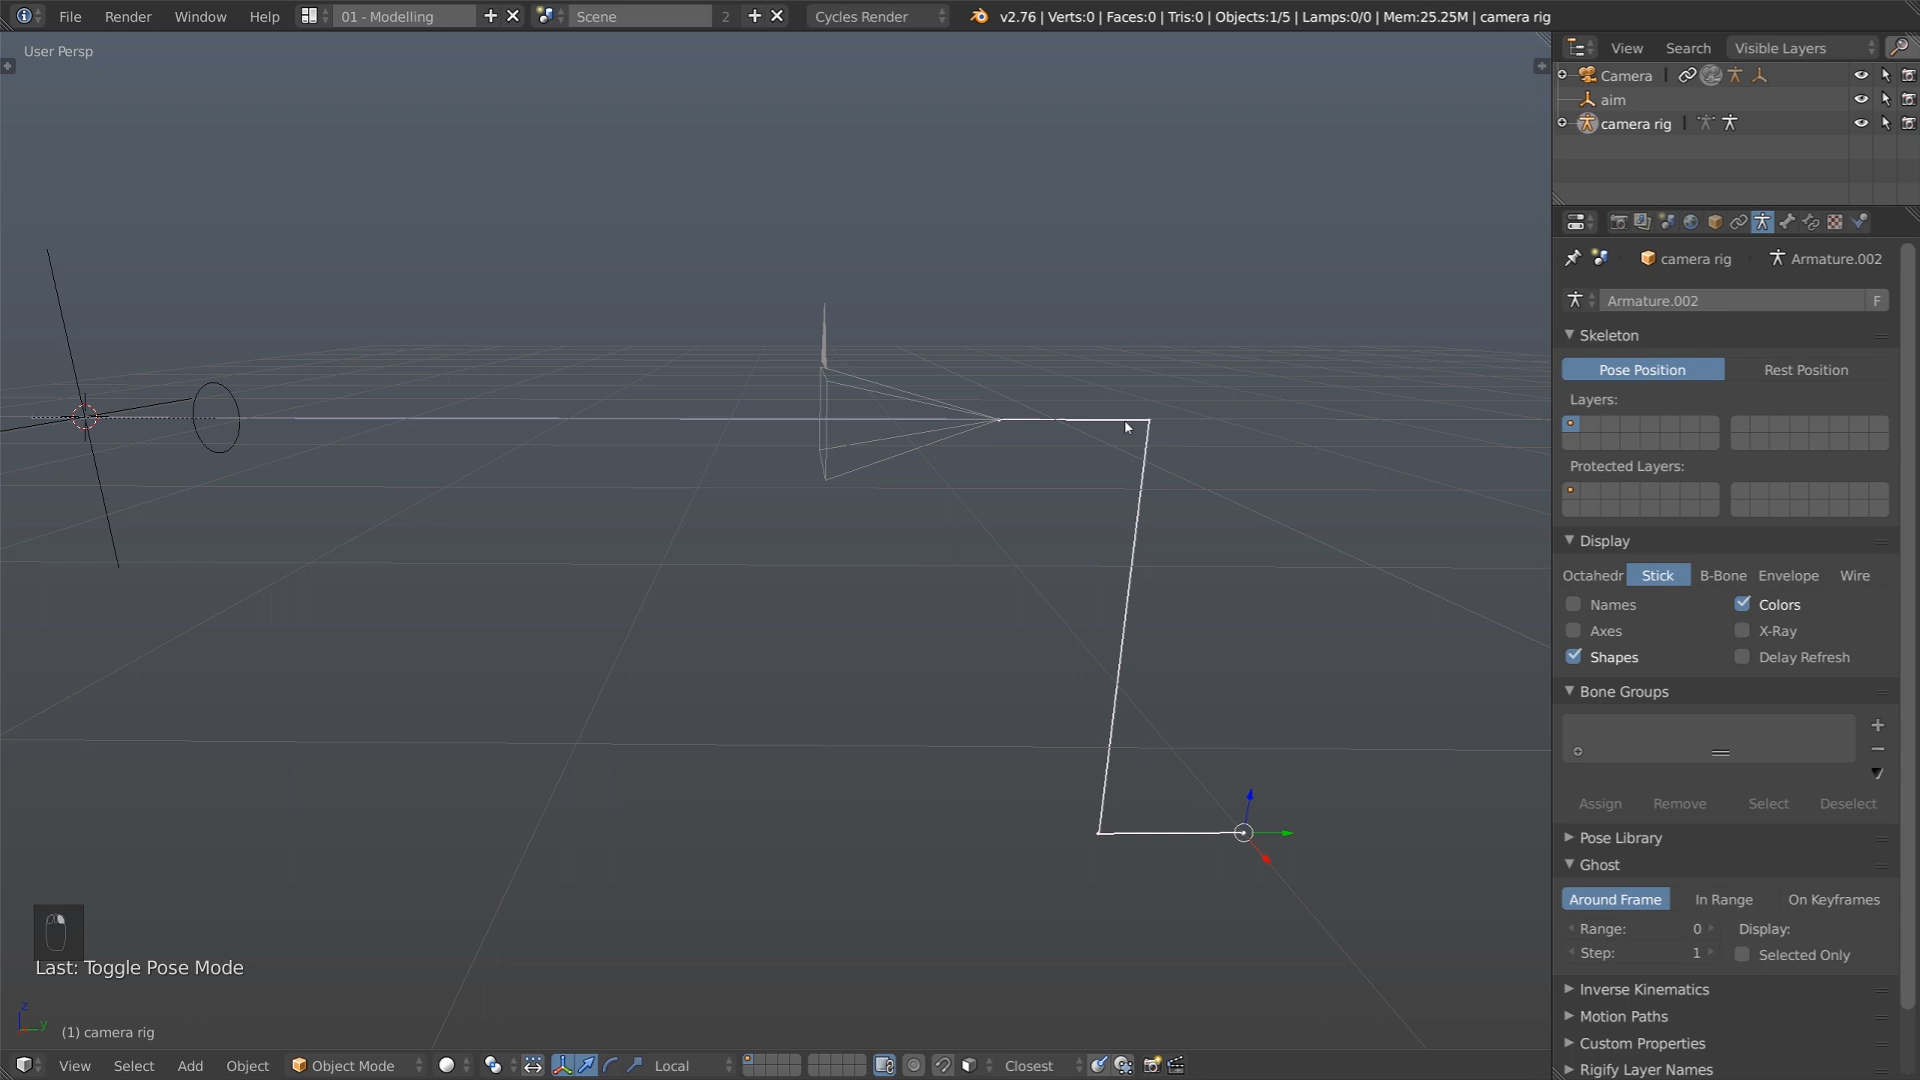 File Render Window Help 01 - Modelling Scene 2 Cycles Render v2.76 | Verts:0 | Faces:0 | Tris:0 | Objects:1/5 | Lamps:0/0 | Mem:25.25M | camera rig
User Persp
View Search Visible Layers
Camera
aim
camera rig
camera rig Armature.002
Armature.002 F
Skeleton
Pose Position Rest Position
Layers:
Protected Layers:
Display
Octahedr Stick B-Bone Envelope Wire
Names Colors
Axes X-Ray
Shapes Delay Refresh
Bone Groups
Assign Remove Select Deselect
Pose Library
Ghost
Around Frame In Range On Keyframes
Range: 0 Display:
Step: 1 Selected Only
Last: Toggle Pose Mode
Inverse Kinematics
Motion Paths
Custom Properties
Rigify Layer Names
z
y
(1) camera rig
View Select Add Object Object Mode Local Closest